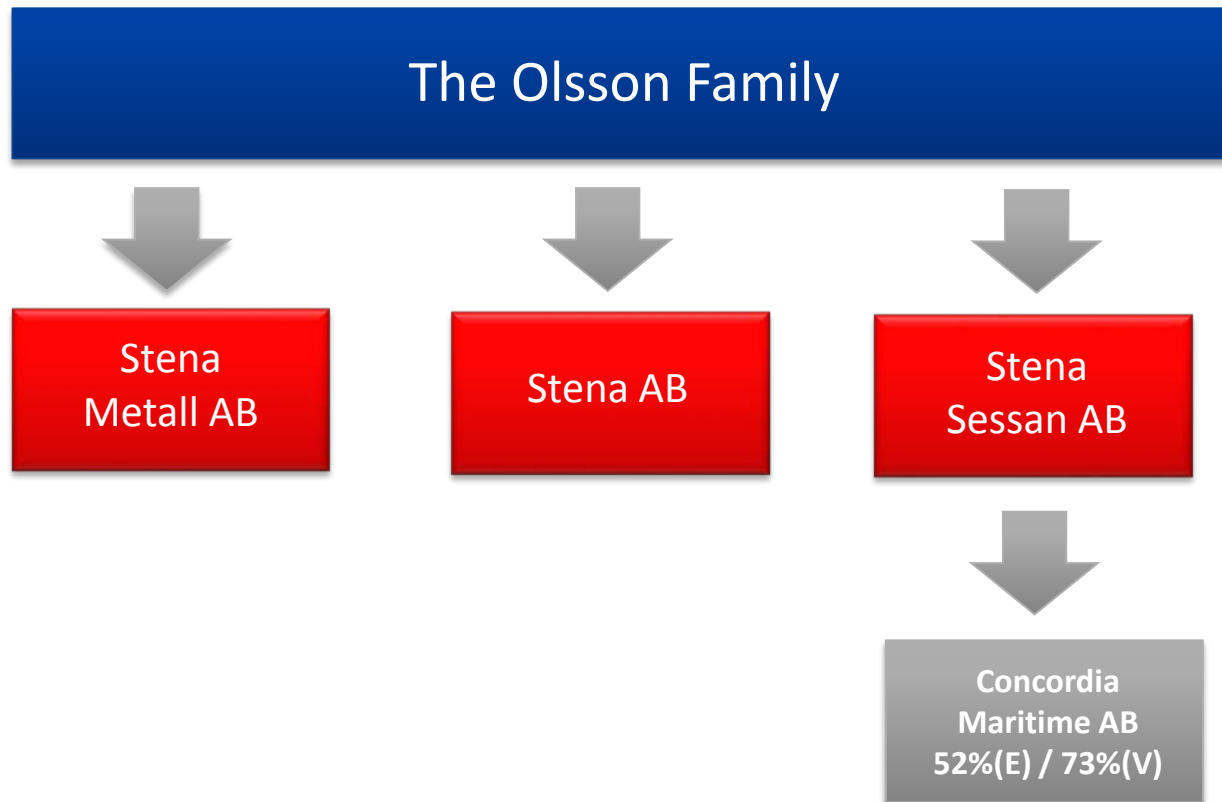 The Olsson Family
Stena
Metall AB
Stena AB
Stena
Sessan AB
Concordia
Maritime AB
52%(E) / 73%(V)